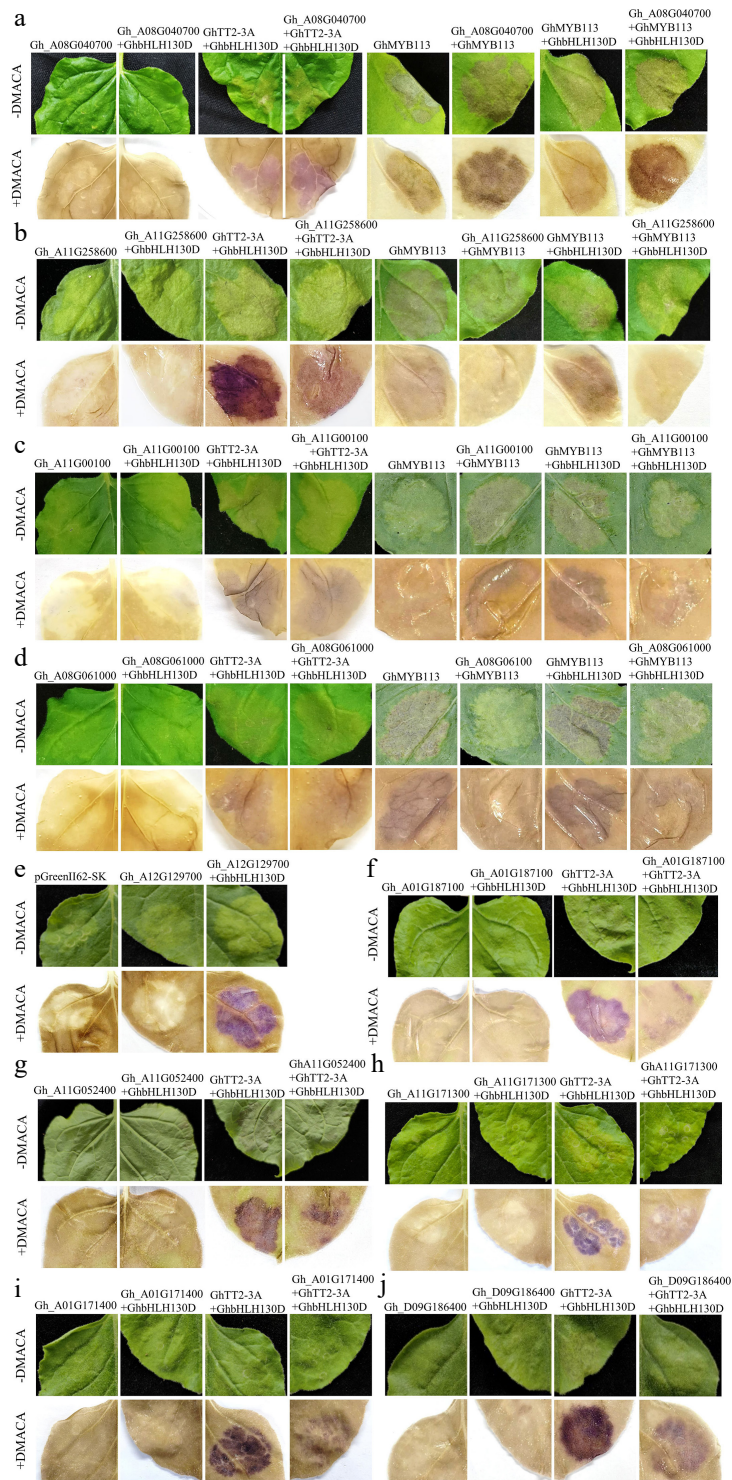 a
Gh_A08G040700
Gh_A08G040700
+GhbHLH130D
GhTT2-3A
+GhbHLH130D
Gh_A08G040700
+GhTT2-3A
+GhbHLH130D
GhMYB113
Gh_A08G040700
+GhMYB113
GhMYB113
+GhbHLH130D
Gh_A08G040700
+GhMYB113
+GhbHLH130D
-DMACA
+DMACA
b
Gh_A11G258600
Gh_A11G258600
+GhbHLH130D
GhTT2-3A
+GhbHLH130D
Gh_A11G258600
+GhTT2-3A
+GhbHLH130D
GhMYB113
Gh_A11G258600
+GhMYB113
GhMYB113
+GhbHLH130D
Gh_A11G258600
+GhMYB113
+GhbHLH130D
-DMACA
+DMACA
c
Gh_A11G00100
Gh_A11G00100
+GhbHLH130D
GhTT2-3A
+GhbHLH130D
Gh_A11G00100
+GhTT2-3A
+GhbHLH130D
GhMYB113
Gh_A11G00100
+GhMYB113
GhMYB113
+GhbHLH130D
Gh_A11G00100
+GhMYB113
+GhbHLH130D
-DMACA
+DMACA
d
Gh_A08G061000
Gh_A08G061000
+GhbHLH130D
GhTT2-3A
+GhbHLH130D
Gh_A08G061000
+GhTT2-3A
+GhbHLH130D
GhMYB113
Gh_A08G06100
+GhMYB113
GhMYB113
+GhbHLH130D
Gh_A08G061000
+GhMYB113
+GhbHLH130D
-DMACA
+DMACA
e
pGreenII62-SK
Gh_A12G129700
Gh_A12G129700
+GhbHLH130D
-DMACA
+DMACA
f
Gh_A01G187100
Gh_A01G187100
+GhbHLH130D
GhTT2-3A
+GhbHLH130D
Gh_A01G187100
+GhTT2-3A
+GhbHLH130D
-DMACA
+DMACA
g
Gh_A11G052400
Gh_A11G052400
+GhbHLH130D
GhTT2-3A
+GhbHLH130D
GhA11G052400
+GhTT2-3A
+GhbHLH130D
-DMACA
+DMACA
h
Gh_A11G171300
Gh_A11G171300
+GhbHLH130D
GhTT2-3A
+GhbHLH130D
GhA11G171300
+GhTT2-3A
+GhbHLH130D
-DMACA
+DMACA
i
Gh_A01G171400
Gh_A01G171400
+GhbHLH130D
GhTT2-3A
+GhbHLH130D
Gh_A01G171400
+GhTT2-3A
+GhbHLH130D
-DMACA
+DMACA
j
Gh_D09G186400
Gh_D09G186400
+GhbHLH130D
GhTT2-3A
+GhbHLH130D
Gh_D09G186400
+GhTT2-3A
+GhbHLH130D
-DMACA
+DMACA